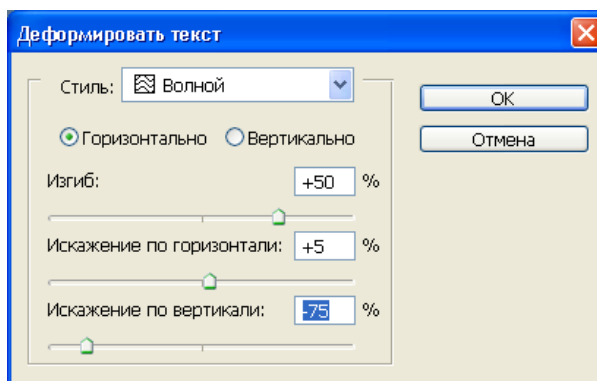 Деформировать текст
Стиль: Волной
OK
Горизонтально Вертикально
Отмена
Изгиб: +50 %
Искажение по горизонтали: +5 %
Искажение по вертикали: -75 %